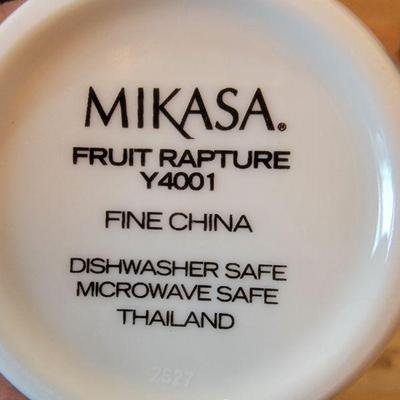 MIKASA®
FRUIT RAPTURE
Y4001
FINE CHINA
DISHWASHER SAFE
MICROWAVE SAFE
THAILAND
2527